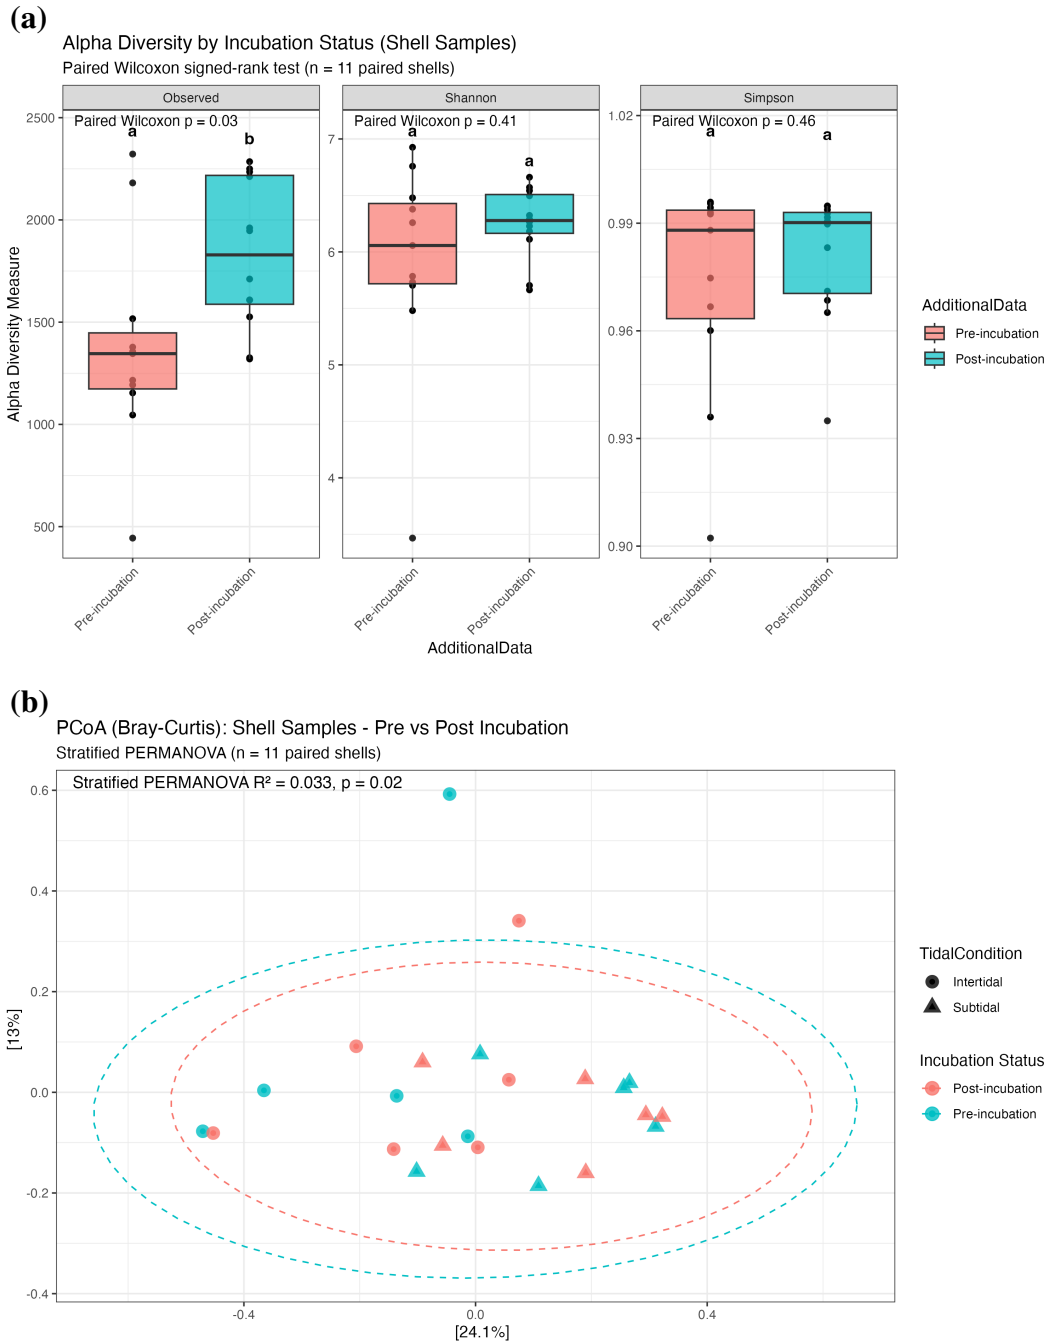 (a)
Alpha Diversity by Incubation Status (Shell Samples)
Paired Wilcoxon signed-rank test (n = 11 paired shells)
Observed
Shannon
Simpson
Paired Wilcoxon p = 0.03
Paired Wilcoxon p = 0.41
Paired Wilcoxon p = 0.46
a
b
a
a
a
a
2500
2000
1500
1000
500
7
6
5
4
1.02
0.99
0.96
0.93
0.90
Alpha Diversity Measure
Pre-incubation
Post-incubation
Pre-incubation
Post-incubation
Pre-incubation
Post-incubation
AdditionalData
AdditionalData
Pre-incubation
Post-incubation
(b)
PCoA (Bray-Curtis): Shell Samples - Pre vs Post Incubation
Stratified PERMANOVA (n = 11 paired shells)
Stratified PERMANOVA R² = 0.033, p = 0.02
0.6
0.4
0.2
0.0
-0.2
-0.4
[13%]
-0.4
0.0
0.4
[24.1%]
TidalCondition
Intertidal
Subtidal
Incubation Status
Post-incubation
Pre-incubation